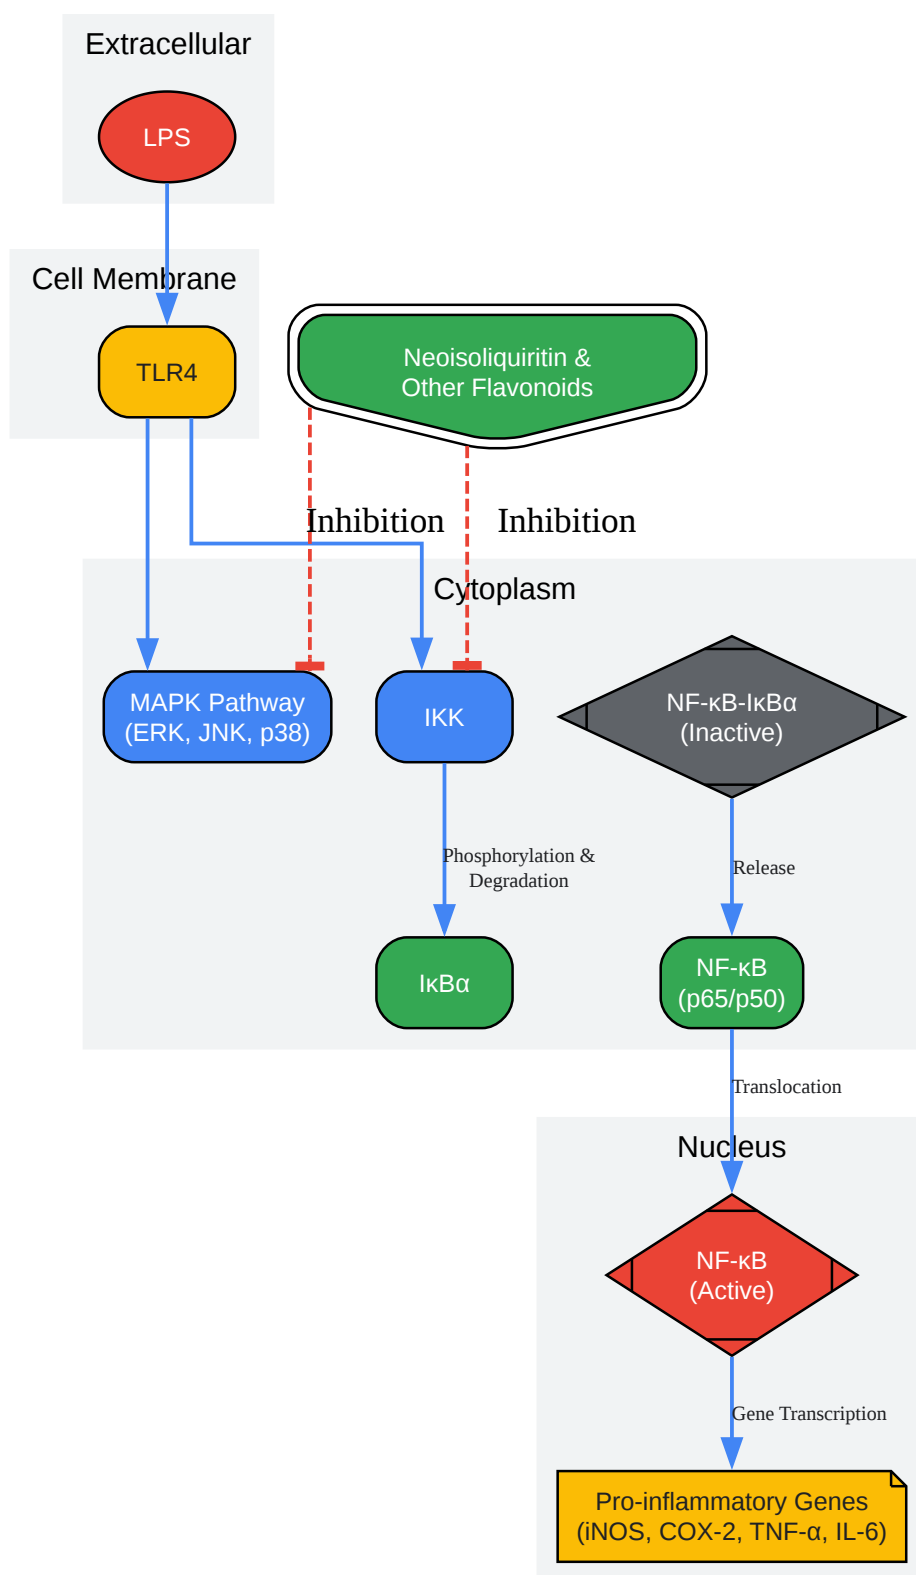 Extracellular
LPS
Cell Membrane
TLR4
Neoisoliquiritin &
Other Flavonoids
Inhibition
Inhibition
Cytoplasm
MAPK Pathway
(ERK, JNK, p38)
IKK
NF-κB-IκBα
(Inactive)
Phosphorylation &
Degradation
Release
IκBα
NF-κB
(p65/p50)
Translocation
Nucleus
NF-κB
(Active)
Gene Transcription
Pro-inflammatory Genes
(iNOS, COX-2, TNF-α, IL-6)